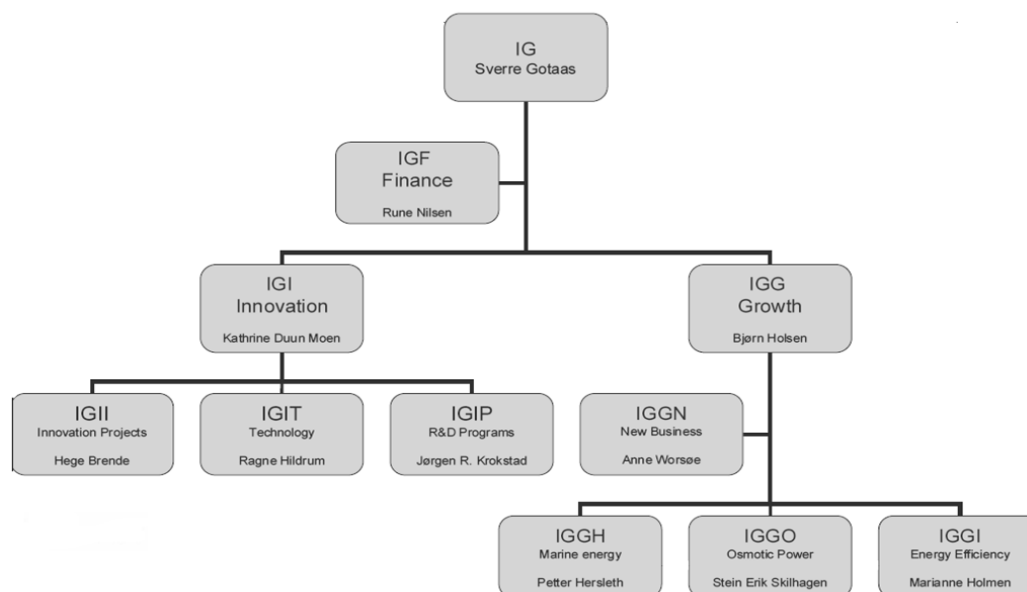 IG
Sverre Gotaas
IGF
Finance
Rune Nilsen
IGI
Innovation
Kathrine Duun Moen
IGG
Growth
Bjørn Holsen
IGII
Innovation Projects
Hege Brende
IGIT
Technology
Ragne Hildrum
IGIP
R&D Programs
Jørgen R. Krokstad
IGGN
New Business
Anne Worsøe
IGGH
Marine energy
Petter Hersleth
IGGO
Osmotic Power
Stein Erik Skilhagen
IGGI
Energy Efficiency
Marianne Holmen